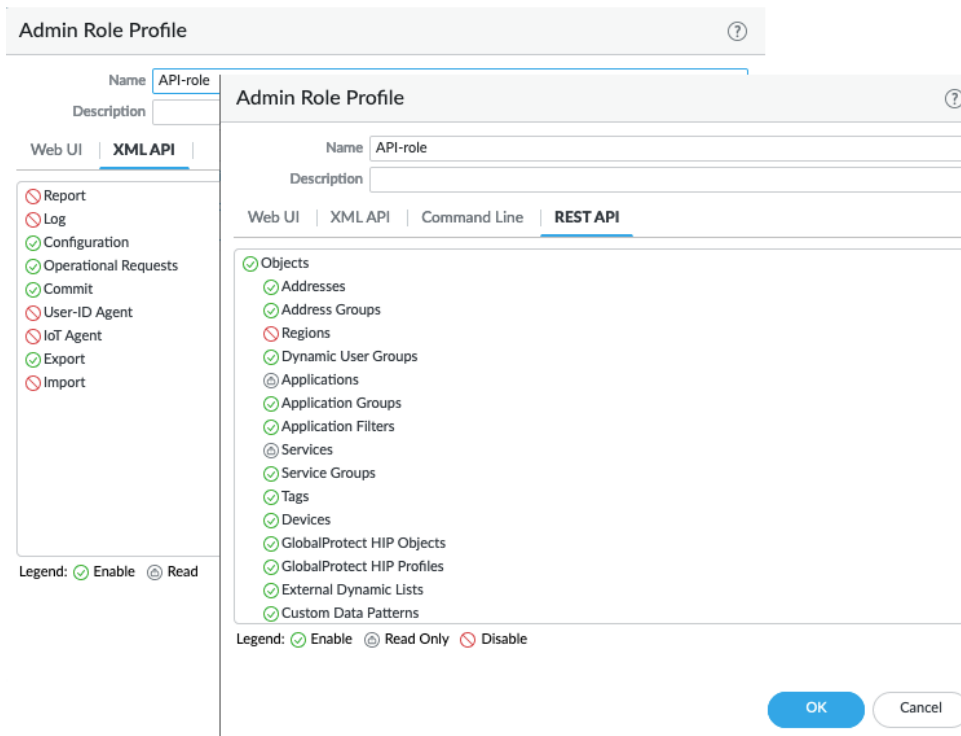 Admin Role Profile
?
Name API-role
Description
Web UI XML API
Report
Log
Configuration
Operational Requests
Commit
User-ID Agent
IoT Agent
Export
Import
Legend: Enable Read
Admin Role Profile
?
Name API-role
Description
Web UI XML API Command Line REST API
Objects
Addresses
Address Groups
Regions
Dynamic User Groups
Applications
Application Groups
Application Filters
Services
Service Groups
Tags
Devices
GlobalProtect HIP Objects
GlobalProtect HIP Profiles
External Dynamic Lists
Custom Data Patterns
Legend: Enable Read Only Disable
OK Cancel